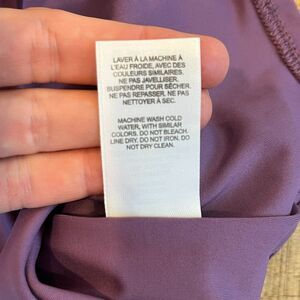 LAVER À LA MACHINE À
L'EAU FROIDE, AVEC DES
COULEURS SIMILAIRES.
NE PAS JAVELLISER.
SUSPENDRE POUR SÉCHER.
NE PAS REPASSER. NE PAS
NETTOYER À SEC.
MACHINE WASH COLD
WATER, WITH SIMILAR
COLORS. DO NOT BLEACH.
LINE DRY. DO NOT IRON. DO
NOT DRY CLEAN.